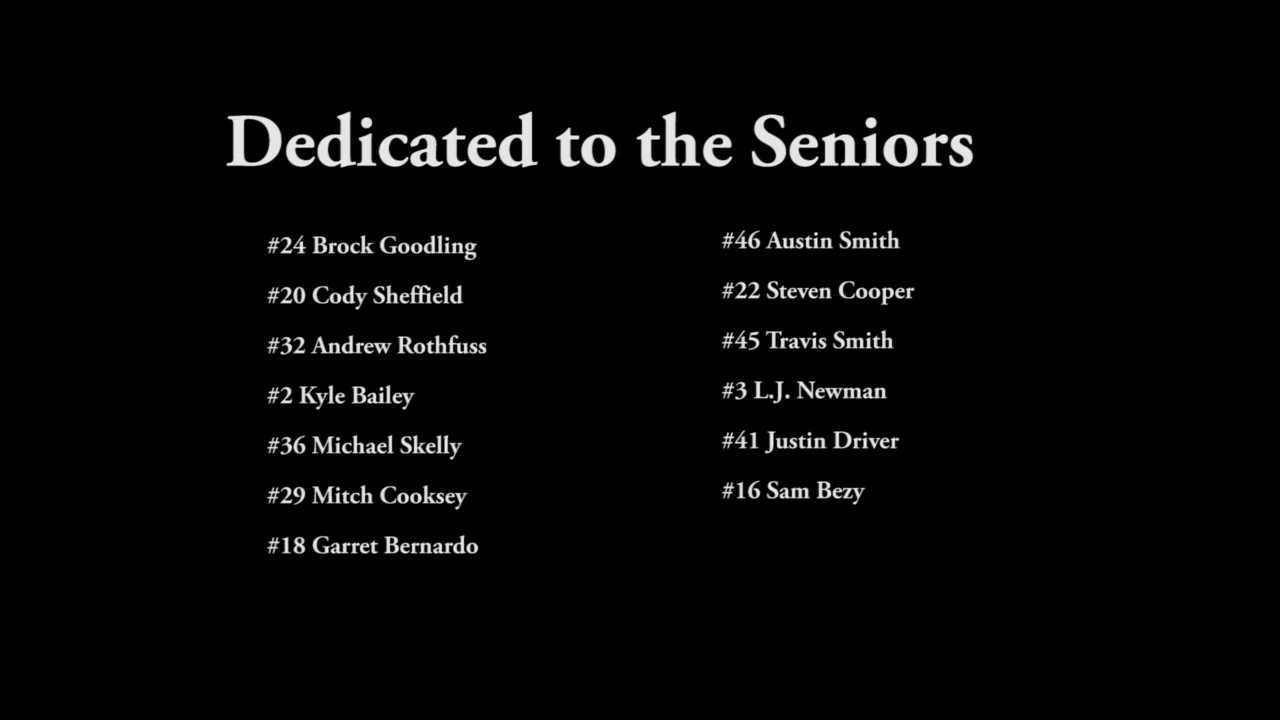 Dedicated to the Seniors
#24 Brock Goodling
#20 Cody Sheffield
#32 Andrew Rothfuss
#2 Kyle Bailey
#36 Michael Skelly
#29 Mitch Cooksey
#18 Garret Bernardo
#46 Austin Smith
#22 Steven Cooper
#45 Travis Smith
#3 L.J. Newman
#41 Justin Driver
#16 Sam Bezy